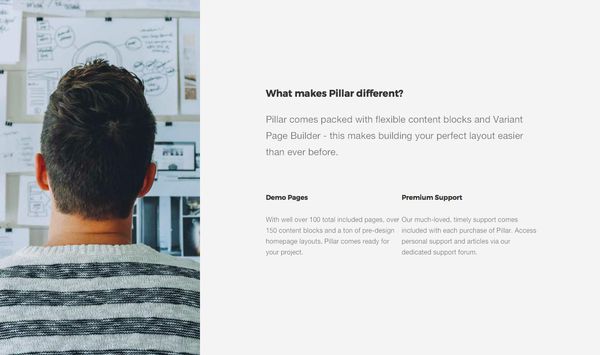 What makes Pillar different?
Pillar comes packed with flexible content blocks and Variant
Page Builder - this makes building your perfect layout easier
than ever before.
Demo Pages
With well over 100 total included pages, over
150 content blocks and a ton of pre-design
homepage layouts, Pillar comes ready for
your project.
Premium Support
Our much-loved, timely support comes
included with each purchase of Pillar. Access
personal support and articles via our
dedicated support forum.